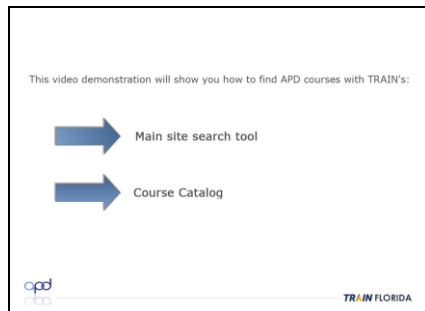 This video demonstration will show you how to find APD courses with TRAIN's:
Main site search tool
Course Catalog
apd
TRAIN FLORIDA